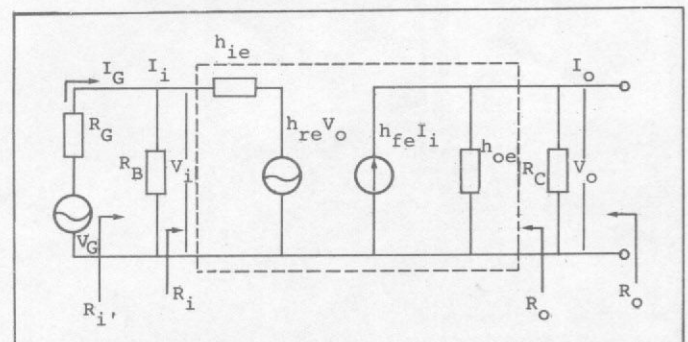 h_ie
I_G
I_i
I_o
R_G
R_B
V_i
h_re V_o
h_fe I_i
h_oe
R_C
V_o
V_G
R_i'
R_i
R_o
R_o